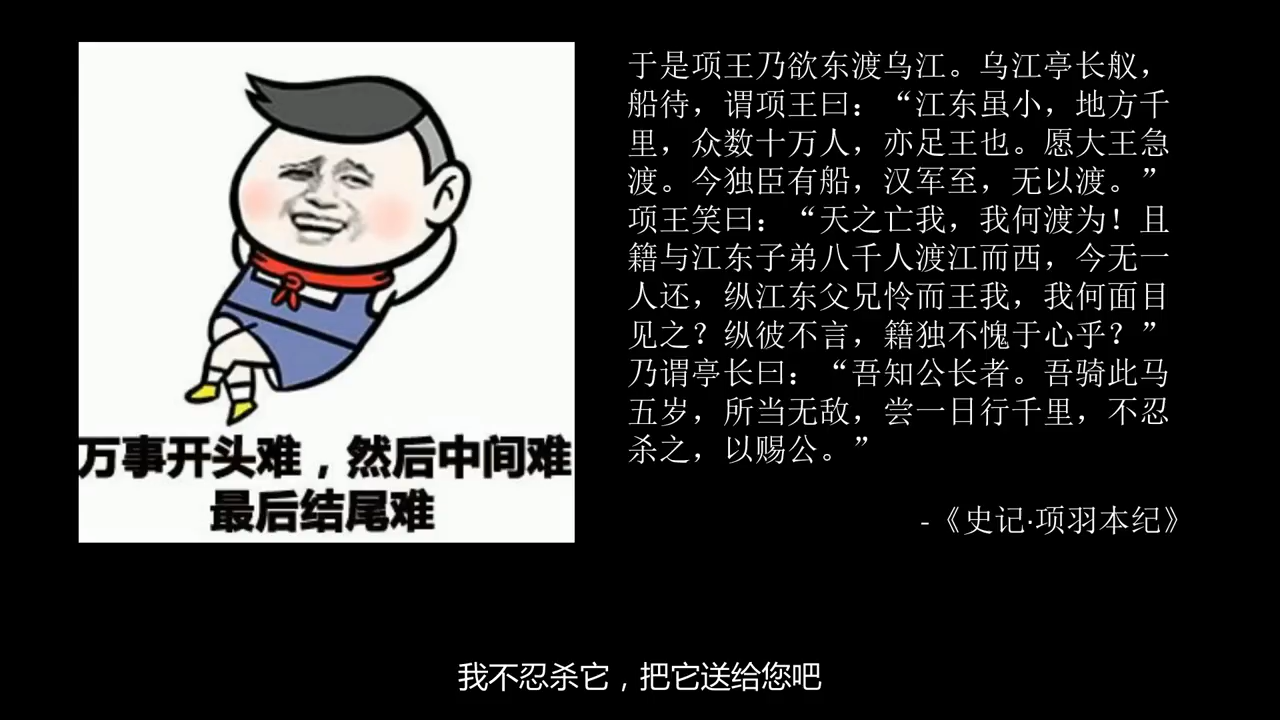 万事开头难，然后中间难
最后结尾难
于是项王乃欲东渡乌江。乌江亭长舣，
船待，谓项王曰：“江东虽小，地方千
里，众数十万人，亦足王也。愿大王急
渡。今独臣有船，汉军至，无以渡。”
项王笑曰：“天之亡我，我何渡为！且
籍与江东子弟八千人渡江而西，今无一
人还，纵江东父兄怜而王我，我何面目
见之？纵彼不言，籍独不愧于心乎？”
乃谓亭长曰：“吾知公长者。吾骑此马
五岁，所当无敌，尝一日行千里，不忍
杀之，以赐公。”
-《史记·项羽本纪》
我不忍杀它，把它送给您吧